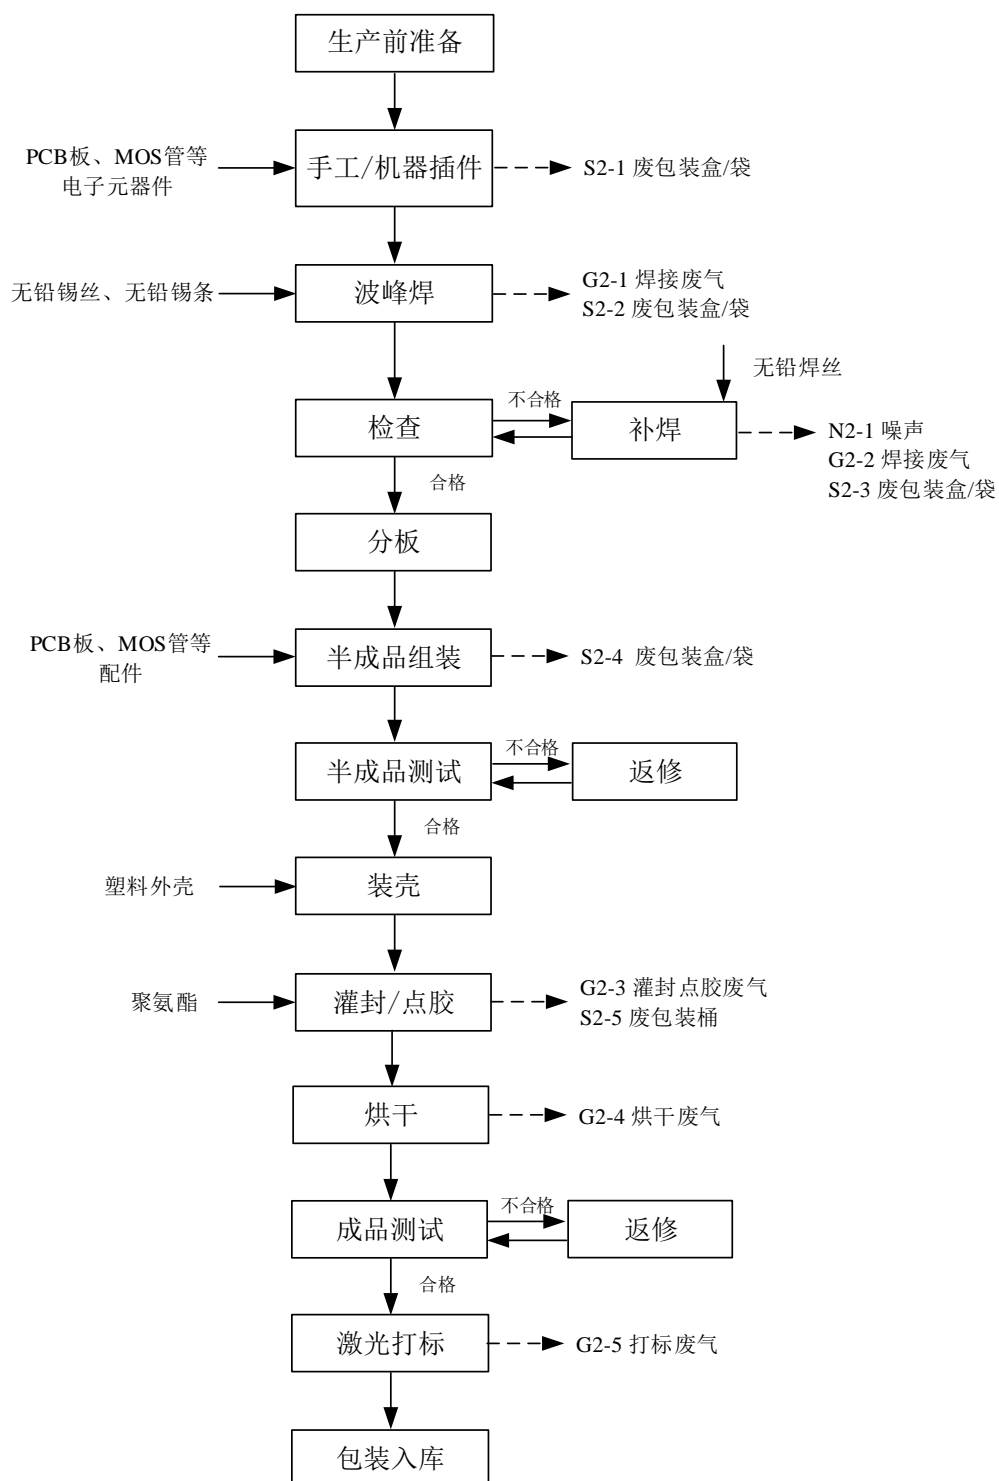 生产前准备
PCB板、MOS管等
电子元器件
手工/机器插件
S2-1 废包装盒/袋
无铅锡丝、无铅锡条
波峰焊
G2-1 焊接废气
S2-2 废包装盒/袋
无铅焊丝
检查
不合格
补焊
N2-1 噪声
G2-2 焊接废气
S2-3 废包装盒/袋
合格
分板
PCB板、MOS管等
配件
半成品组装
S2-4 废包装盒/袋
半成品测试
不合格
返修
合格
塑料外壳
装壳
聚氨酯
灌封/点胶
G2-3 灌封点胶废气
S2-5 废包装桶
烘干
G2-4 烘干废气
成品测试
不合格
返修
合格
激光打标
G2-5 打标废气
包装入库